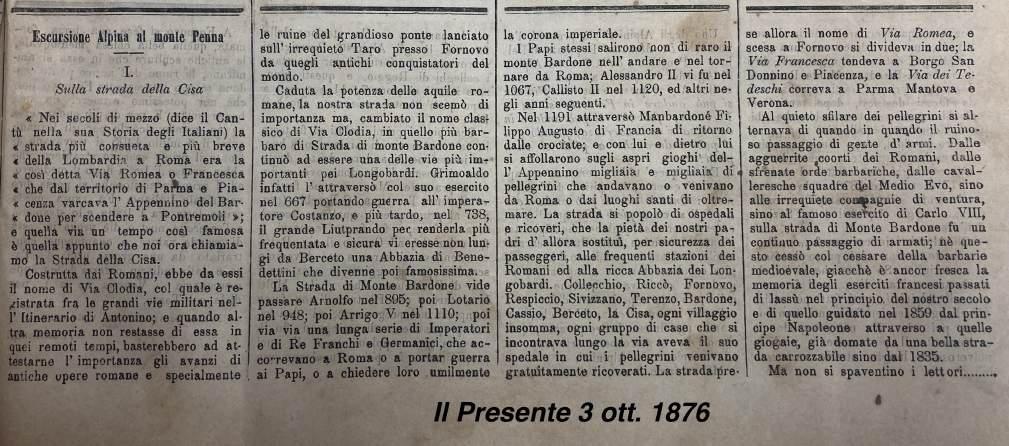 Escursione Alpina al monte Penna
I.
Sulla strada della Cisa
« Nei secoli di mezzo (dice il Can-
tù nella sua Storia degli Italiani) la
« strada più consueta e più breve
« della Lombardia a Roma era la
« così detta Via Romea o Francesca
« che dal territorio di Parma e Pia-
« cenza varcava l' Appennino del Bar-
« done per scendere a Pontremoli »;
e quella via un tempo così famosa
è quella appunto che noi ora chiamia-
mo la Strada della Cisa.
Costrutta dai Romani, ebbe da essi
il nome di Via Clodia, col quale è re-
gistrata fra le grandi vie militari nel-
l' Itinerario di Antonino; e quando al-
tra memoria non restasse di essa in
quei remoti tempi, basterebbero ad at-
testarne l' importanza gli avanzi di
antiche opere romane e specialmente
le ruine del grandioso ponte lanciato
sull' irrequieto Taro presso Fornovo
da quegli antichi conquistatori del
mondo.
Caduta la potenza delle aquile ro-
mane, la nostra strada non scemò di
importanza ma, cambiato il nome clas-
sico di Via Clodia, in quello più bar-
baro di Strada di monte Bardone con-
tinuò ad essere una delle vie più im-
portanti pei Longobardi. Grimoaldo
infatti l' attraversò col suo esercito
nel 667 portando guerra all' impera-
tore Costanzo, e più tardo, nel 738,
il grande Liutprando per renderla più
frequentata e sicura vi eresse non lun-
gi da Berceto una Abbazia di Bene-
dettini che divenne poi famosissima.
La Strada di Monte Bardone vide
passare Arnolfo nel 895; poi Lotario
nel 948; poi Arrigo V nel 1110; poi
via via una lunga serie di Imperatori
e di Re Franchi e Germanici, che ac-
correvano a Roma o a portar guerra
ai Papi, o a chiedere loro umilmente
la corona imperiale.
I Papi stessi salirono non di raro il
monte Bardone nell' andare e nel tor-
nare da Roma; Alessandro II vi fu nel
1067, Callisto II nel 1120, ed altri ne-
gli anni seguenti.
Nel 1191 attraversò Manbardoné Fi-
lippo Augusto di Francia di ritorno
dalle crociate; e con lui e dietro lui
si affollarono sugli aspri gioghi del-
l' Appennino migliaia e migliaia di
pellegrini che andavano o venivano
da Roma o dai luoghi santi di oltre-
mare. La strada si popolò di ospedali
e ricoveri, che la pietà dei nostri pa-
dri d' allora sostituì, per sicurezza dei
passeggeri, alle frequenti stazioni dei
Romani ed alla ricca Abbazia dei Lon-
gobardi. Collecchio, Riccò, Fornovo,
Respiccio, Sivizzano, Terenzo, Bardone,
Cassio, Berceto, la Cisa, ogni villaggio
insomma, ogni gruppo di case che si
incontrava lungo la via aveva il suo
spedale in cui i pellegrini venivano
gratuitamente ricoverati. La strada pre-
se allora il nome di Via Romea, e
scesa a Fornovo si divideva in due; la
Via Francesca tendeva a Borgo San
Donnino e Piacenza, e la Via dei Te-
deschi correva a Parma Mantova e
Verona.
Al quieto sfilare dei pellegrini si al-
ternava di quando in quando il ruino-
so passaggio di gente d' armi. Dalle
agguerrite coorti dei Romani, dalle
sfrenate orde barbariche, dalle caval-
leresche squadre del Medio Evo, sino
alle irrequiete compagnie di ventura,
sino al famoso esercito di Carlo VIII,
sulla strada di Monte Bardone fu un
continuo passaggio di armati; nè que-
sto cessò col cessare della barbarie
medioevale, giacchè è ancor fresca la
memoria degli eserciti francesi passati
di lassù nel principio del nostro secolo
e di quello guidato nel 1859 dal prin-
cipe Napoleone attraverso a quelle
giogaie, già domate da una bella stra-
da carrozzabile sino dal 1835.
Ma non si spaventino i lettori.........
Il Presente 3 ott. 1876